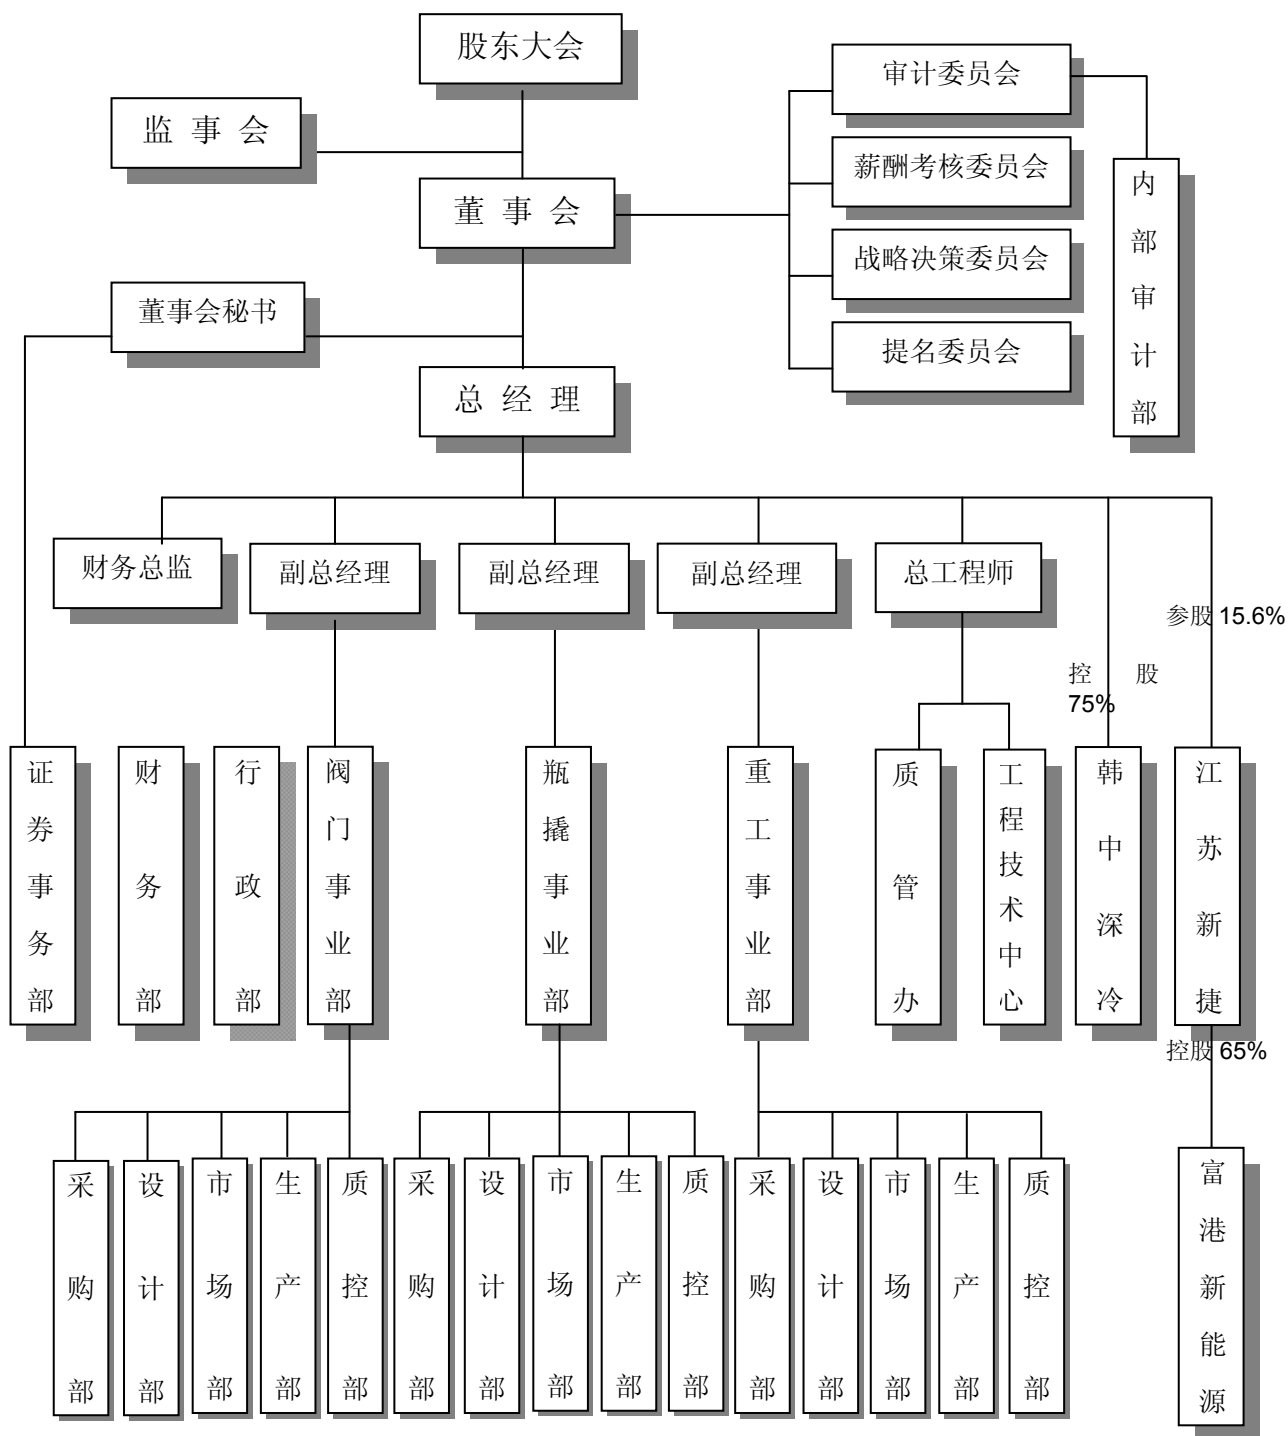 股东大会
审计委员会
监 事 会
薪酬考核委员会
内部审计部
董 事 会
战略决策委员会
董事会秘书
提名委员会
总 经 理
财务总监
副总经理
副总经理
副总经理
总工程师
参股 15.6%
控 股
75%
证券事务部
财务部
行政部
阀门事业部
瓶撬事业部
重工事业部
质管办
工程技术中心
韩中深冷
江苏新捷
控股 65%
采购部
设计部
市场部
生产部
质控部
采购部
设计部
市场部
生产部
质控部
采购部
设计部
市场部
生产部
质控部
富港新能源